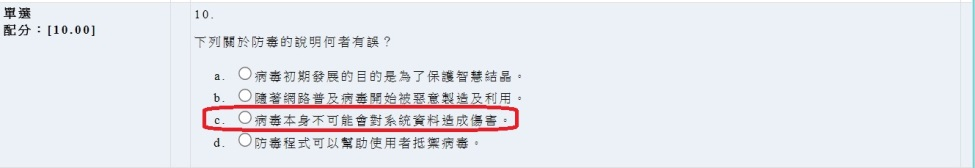 單選
配分：[10.00]
10.
下列關於防毒的說明何者有誤？
a. 病毒初期發展的目的是為了保護智慧結晶。
b. 隨著網路普及病毒開始被惡意製造及利用。
c. 病毒本身不可能會對系統資料造成傷害。
d. 防毒程式可以幫助使用者抵禦病毒。